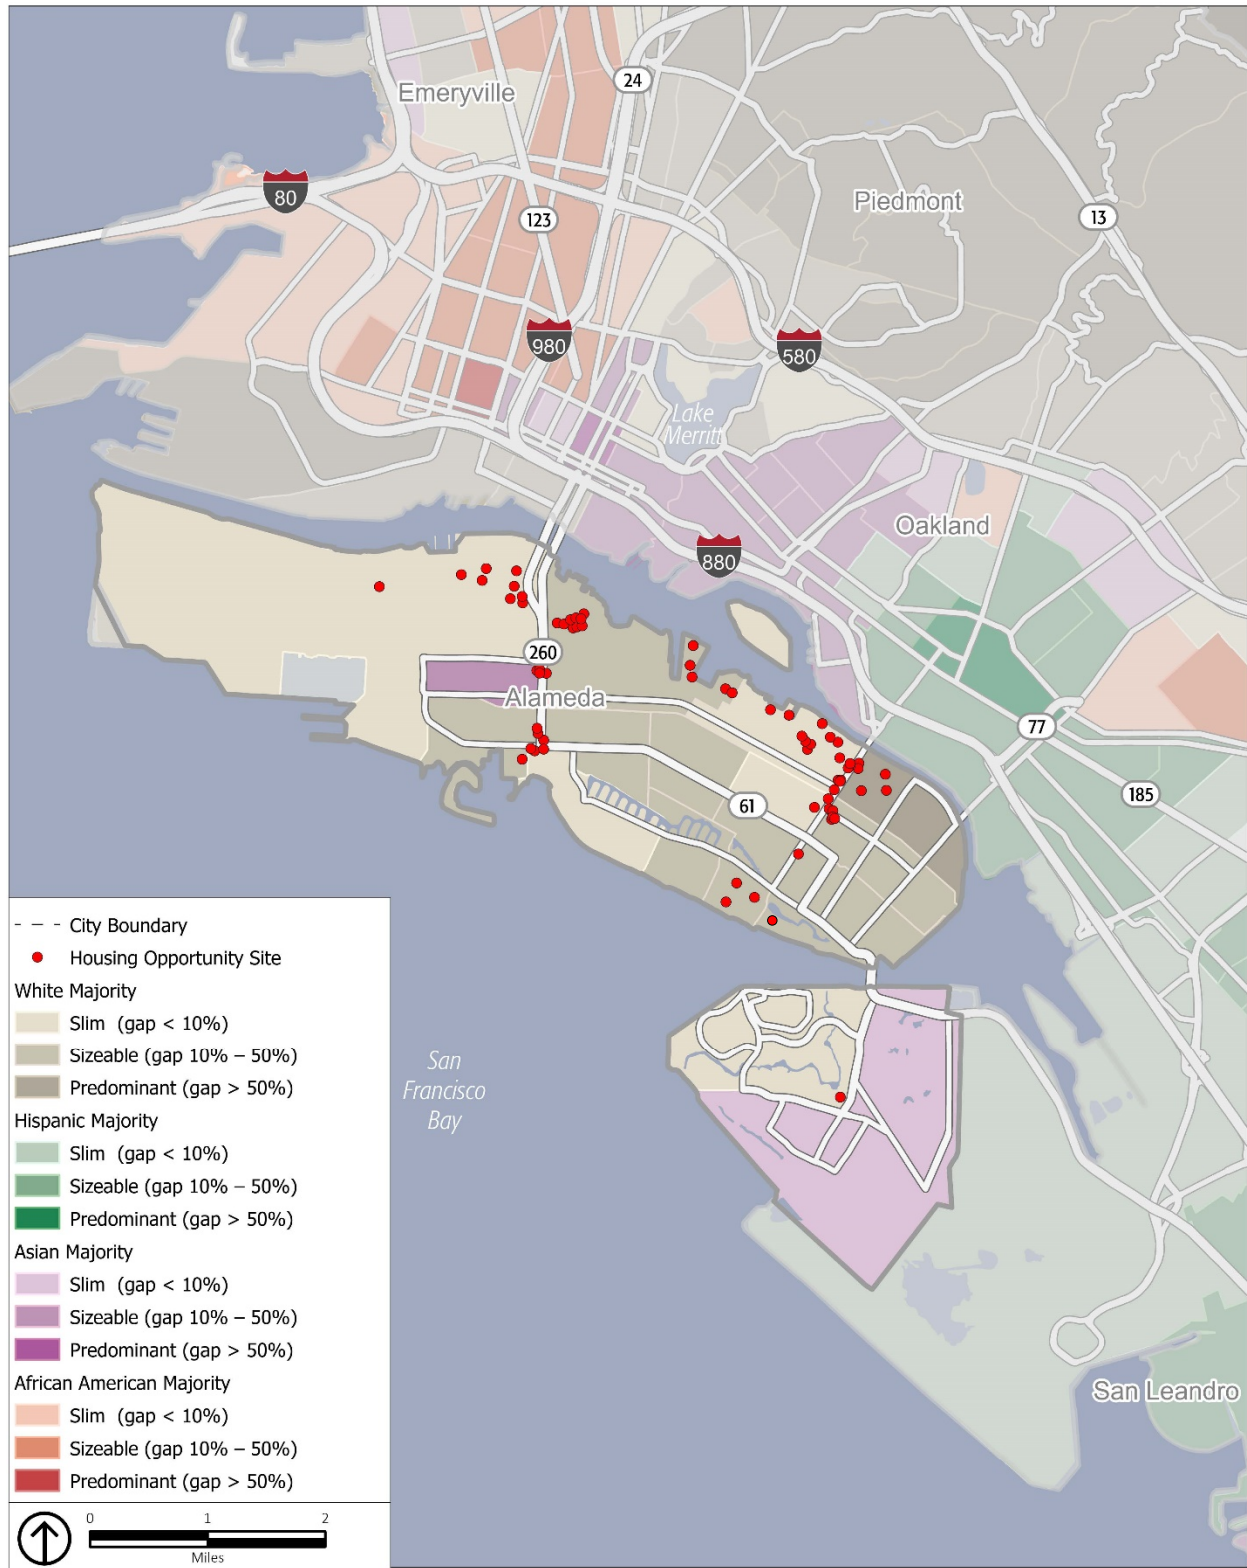 24
Emeryville
80
Piedmont
13
123
980
580
Lake
Merritt
Oakland
880
260
Alameda
77
61
185
San
Francisco
Bay
San Leandro
City Boundary
Housing Opportunity Site
White Majority
Slim (gap < 10%)
Sizeable (gap 10% – 50%)
Predominant (gap > 50%)
Hispanic Majority
Slim (gap < 10%)
Sizeable (gap 10% – 50%)
Predominant (gap > 50%)
Asian Majority
Slim (gap < 10%)
Sizeable (gap 10% – 50%)
Predominant (gap > 50%)
African American Majority
Slim (gap < 10%)
Sizeable (gap 10% – 50%)
Predominant (gap > 50%)
0 1 2
Miles